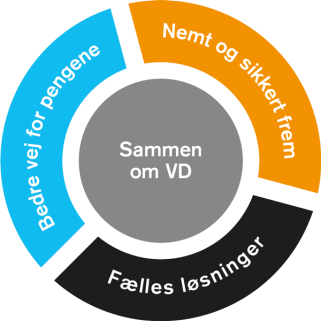 Bedre vej for pengene
Nemt og sikkert frem
Sammen
om VD
Fælles løsninger